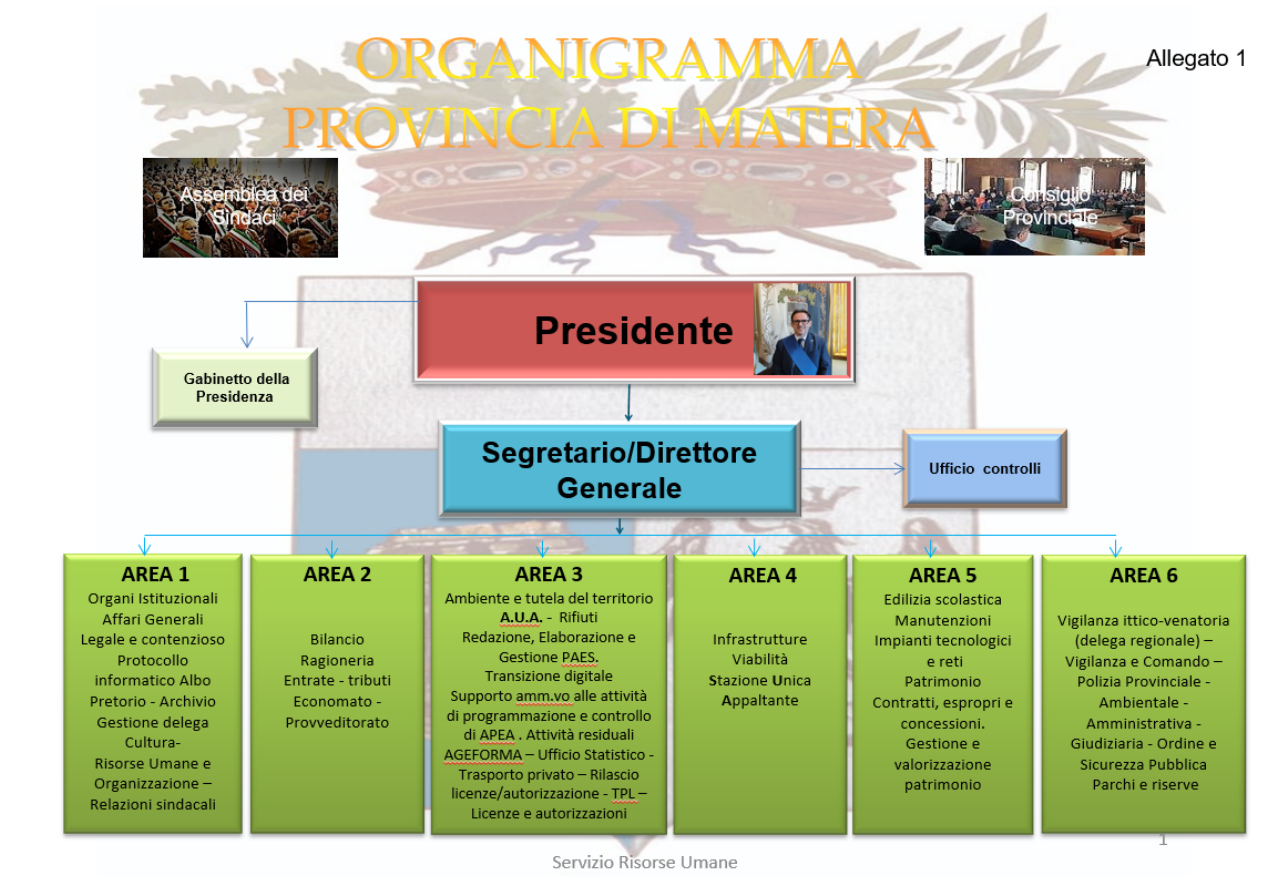 ORGANIGRAMMA
PROVINCIA DI MATERA
Allegato 1
Assemblea dei
Sindaci
Consiglio
Provinciale
Presidente
Gabinetto della
Presidenza
Segretario/Direttore
Generale
Ufficio controlli
AREA 1
Organi Istituzionali
Affari Generali
Legale e contenzioso
Protocollo
informatico Albo
Pretorio - Archivio
Gestione delega
Cultura-
Risorse Umane e
Organizzazione –
Relazioni sindacali
AREA 2
Bilancio
Ragioneria
Entrate - tributi
Economato -
Provveditorato
AREA 3
Ambiente e tutela del territorio
A.U.A. - Rifiuti
Redazione, Elaborazione e
Gestione PAES.
Transizione digitale
Supporto amm.vo alle attività
di programmazione e controllo
di APEA . Attività residuali
AGEFORMA – Ufficio Statistico -
Trasporto privato – Rilascio
licenze/autorizzazione - TPL –
Licenze e autorizzazioni
AREA 4
Infrastrutture
Viabilità
Stazione Unica
Appaltante
AREA 5
Edilizia scolastica
Manutenzioni
Impianti tecnologici
e reti
Patrimonio
Contratti, espropri e
concessioni.
Gestione e
valorizzazione
patrimonio
AREA 6
Vigilanza ittico-venatoria
(delega regionale) –
Vigilanza e Comando –
Polizia Provinciale -
Ambientale -
Amministrativa -
Giudiziaria - Ordine e
Sicurezza Pubblica
Parchi e riserve
1
Servizio Risorse Umane